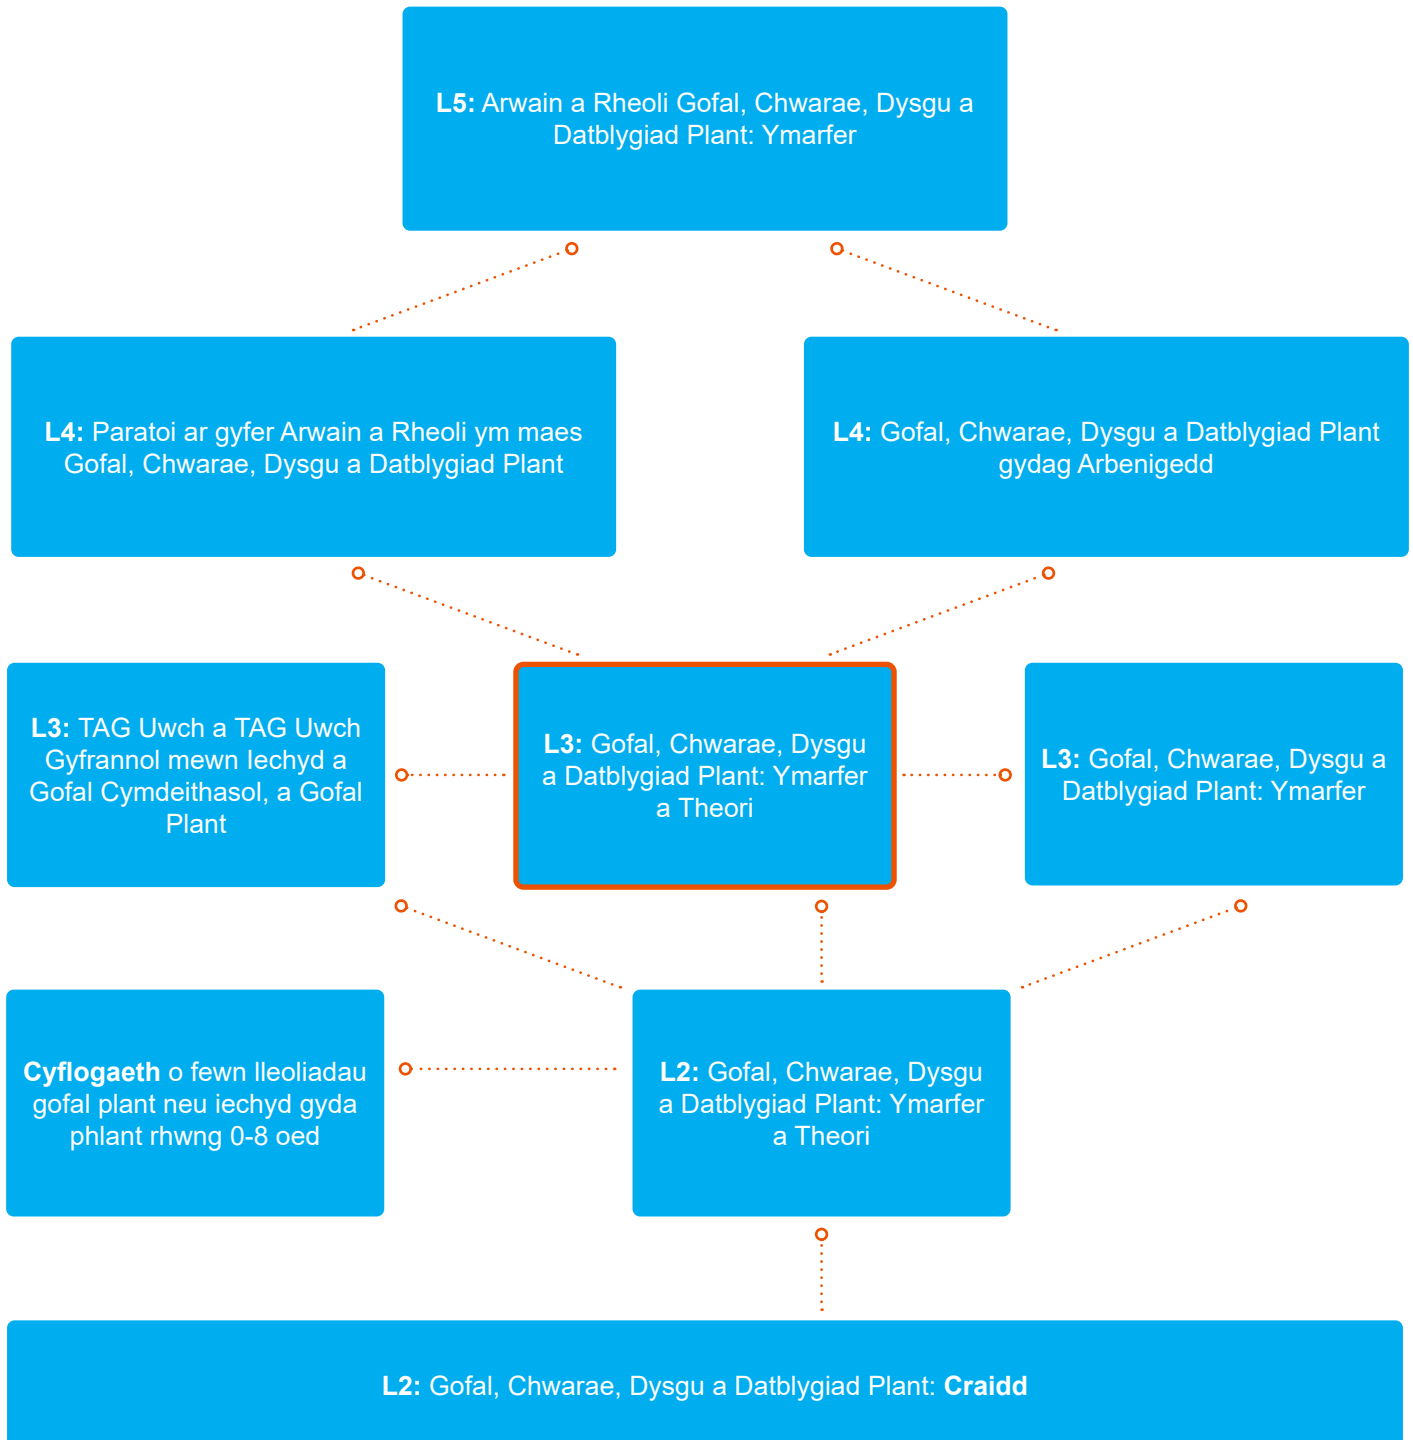 L5: Arwain a Rheoli Gofal, Chwarae, Dysgu a
Datblygiad Plant: Ymarfer
L4: Paratoi ar gyfer Arwain a Rheoli ym maes
Gofal, Chwarae, Dysgu a Datblygiad Plant
L4: Gofal, Chwarae, Dysgu a Datblygiad Plant
gydag Arbenigedd
L3: TAG Uwch a TAG Uwch
Gyfrannol mewn Iechyd a
Gofal Cymdeithasol, a Gofal
Plant
L3: Gofal, Chwarae, Dysgu
a Datblygiad Plant: Ymarfer
a Theori
L3: Gofal, Chwarae, Dysgu a
Datblygiad Plant: Ymarfer
Cyflogaeth o fewn lleoliadau
gofal plant neu iechyd gyda
phlant rhwng 0-8 oed
L2: Gofal, Chwarae, Dysgu
a Datblygiad Plant: Ymarfer
a Theori
L2: Gofal, Chwarae, Dysgu a Datblygiad Plant: Craidd